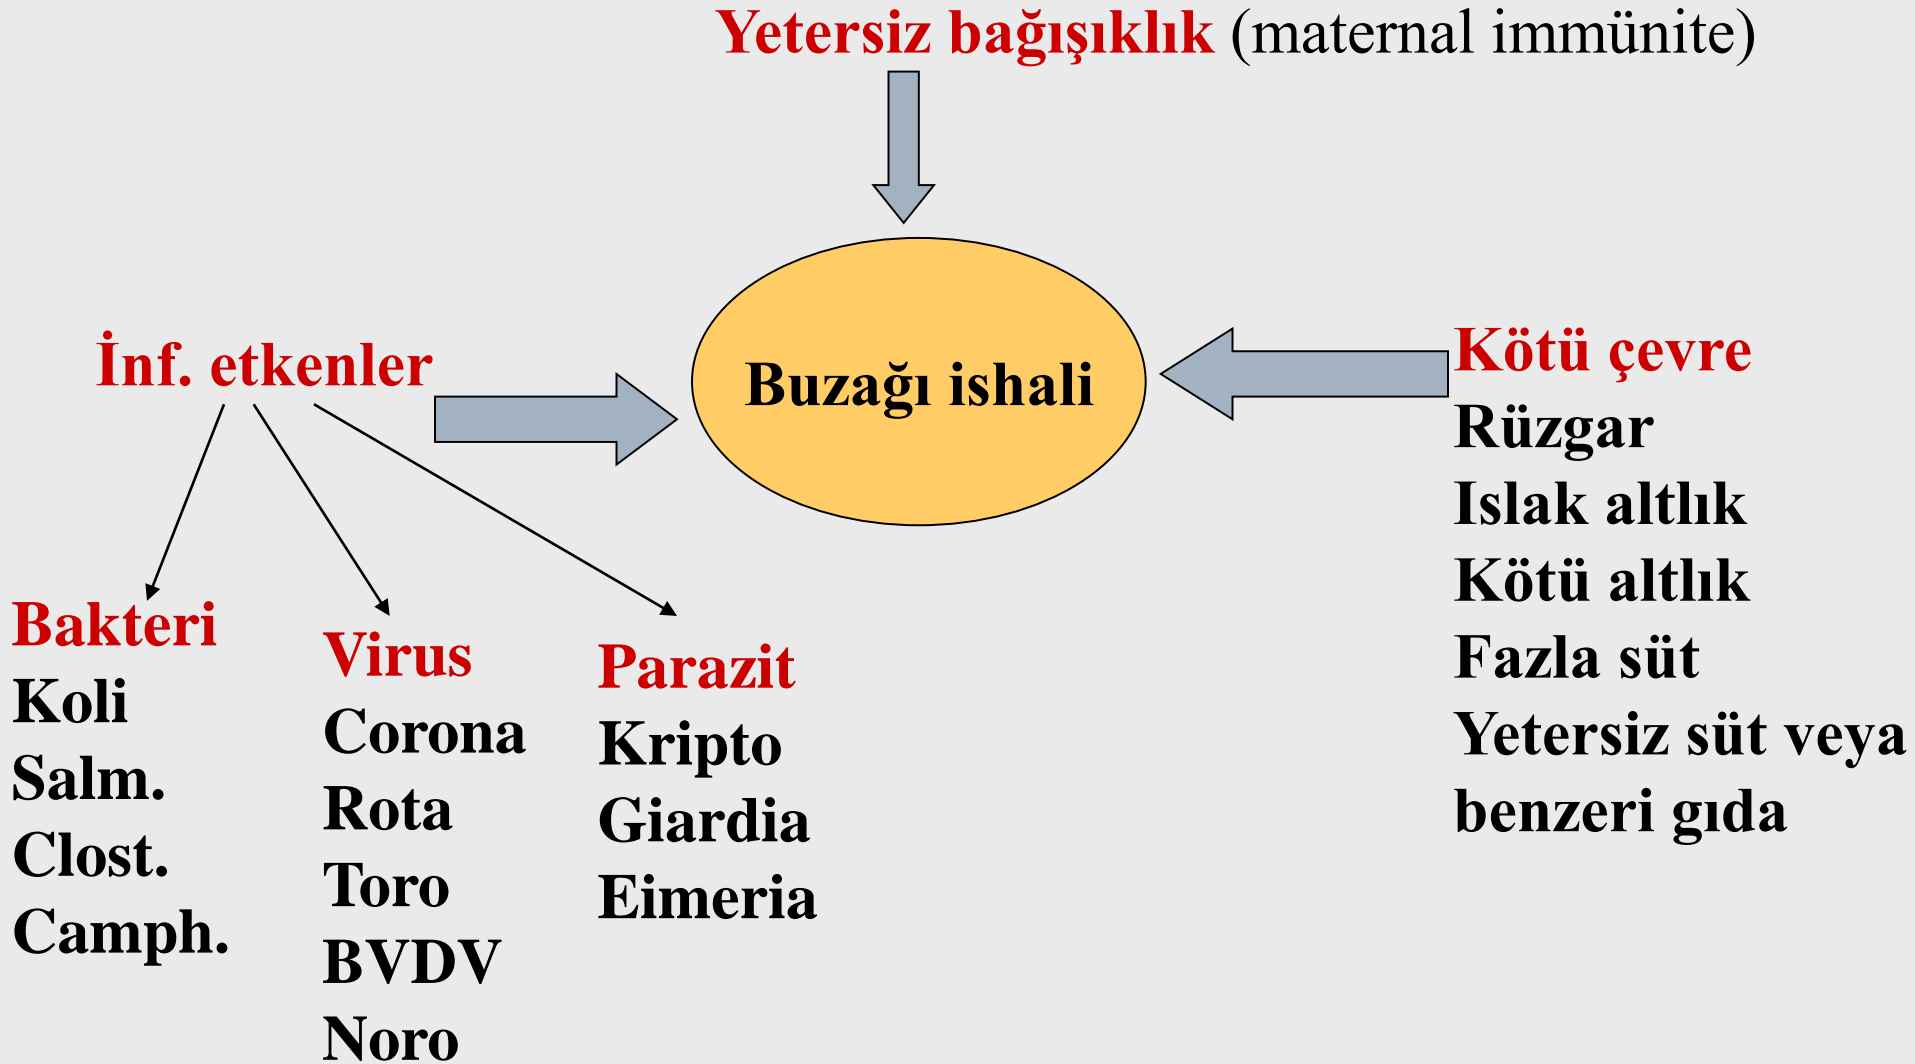 Yetersiz bağışıklık (maternal immünite)
İnf. etkenler
Buzağı ishali
Kötü çevre
Rüzgar
Islak altlık
Kötü altlık
Fazla süt
Yetersiz süt veya
benzeri gıda
Bakteri
Koli
Salm.
Clost.
Camph.
Virus
Corona
Rota
Toro
BVDV
Noro
Parazit
Kripto
Giardia
Eimeria